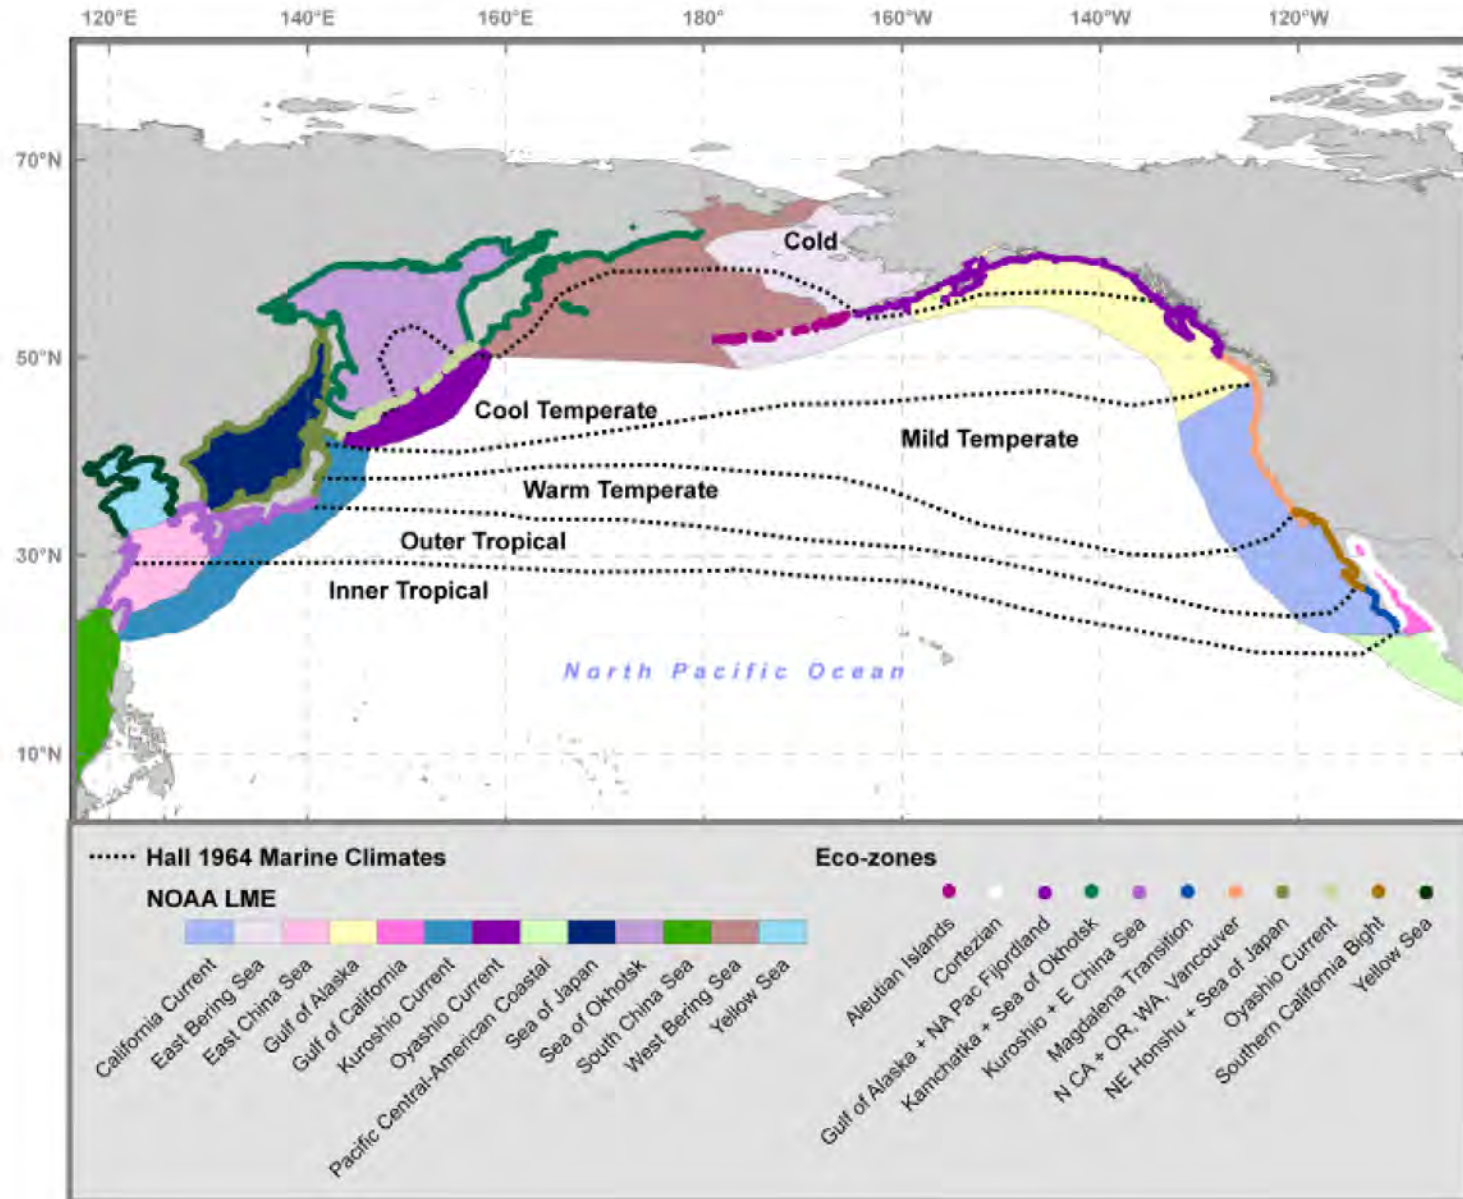 120°E 140°E 160°E 180° 160°W 140°W 120°W
70°N
50°N
30°N
10°N
Cold
Cool Temperate
Mild Temperate
Warm Temperate
Outer Tropical
Inner Tropical
North Pacific Ocean
Hall 1964 Marine Climates
NOAA LME
California Current
East Bering Sea
East China Sea
Gulf of Alaska
Gulf of California
Kuroshio Current
Oyashio Current
Pacific Central-American Coastal
Sea of Japan
Sea of Okhotsk
South China Sea
West Bering Sea
Yellow Sea
Eco-zones
Aleutian Islands
Cortezian
Gulf of Alaska + NA Pac Fijordland
Kamchatka + Sea of Okhotsk
Kuroshio + E China Sea
Magdalena Transition
N CA + OR, WA, Vancouver
NE Honshu + Sea of Japan
Oyashio Current
Southern California Bight
Yellow Sea